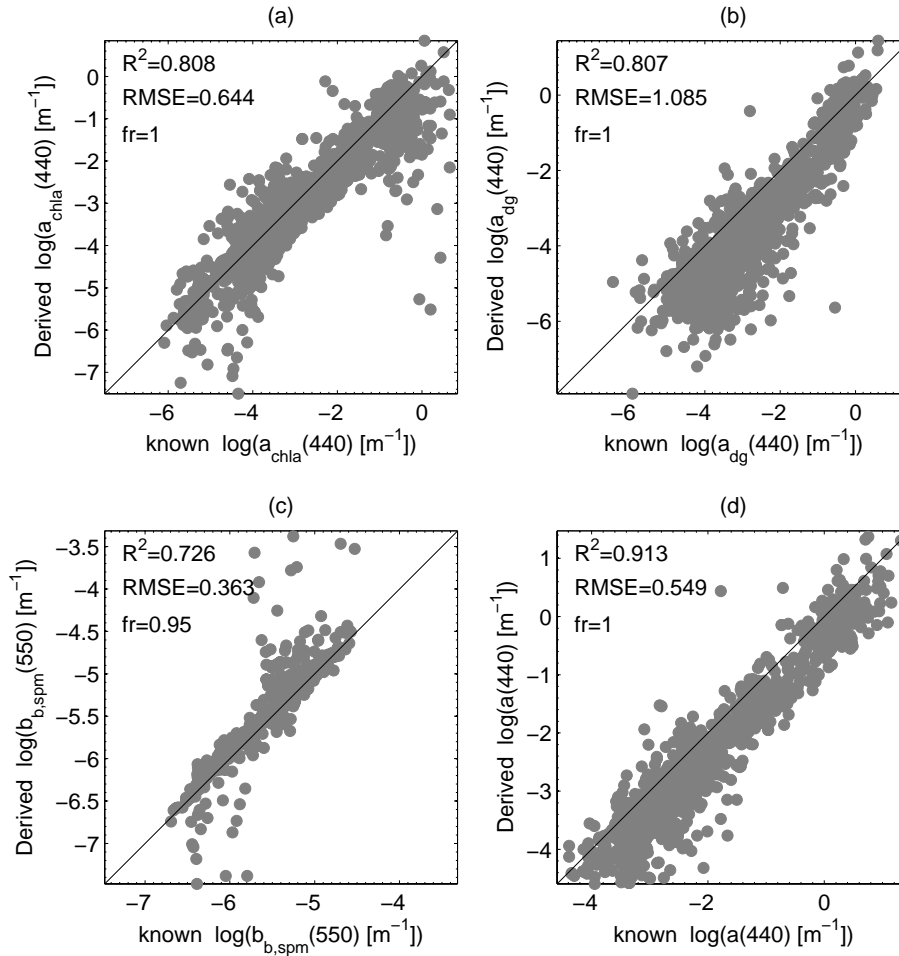 (a)
R²=0.808
RMSE=0.644
fr=1
0
−1
−2
−3
−4
−5
−6
−7
−6
−4
−2
0
Derived log(a_chla(440) [m⁻¹])
known log(a_chla(440) [m⁻¹])
(b)
R²=0.807
RMSE=1.085
fr=1
0
−2
−4
−6
−6
−4
−2
0
Derived log(a_dg(440) [m⁻¹])
known log(a_dg(440) [m⁻¹])
(c)
R²=0.726
RMSE=0.363
fr=0.95
−3.5
−4
−4.5
−5
−5.5
−6
−6.5
−7
−7
−6
−5
−4
Derived log(b_b,spm(550) [m⁻¹])
known log(b_b,spm(550) [m⁻¹])
(d)
R²=0.913
RMSE=0.549
fr=1
1
0
−1
−2
−3
−4
−4
−2
0
Derived log(a(440) [m⁻¹])
known log(a(440) [m⁻¹])